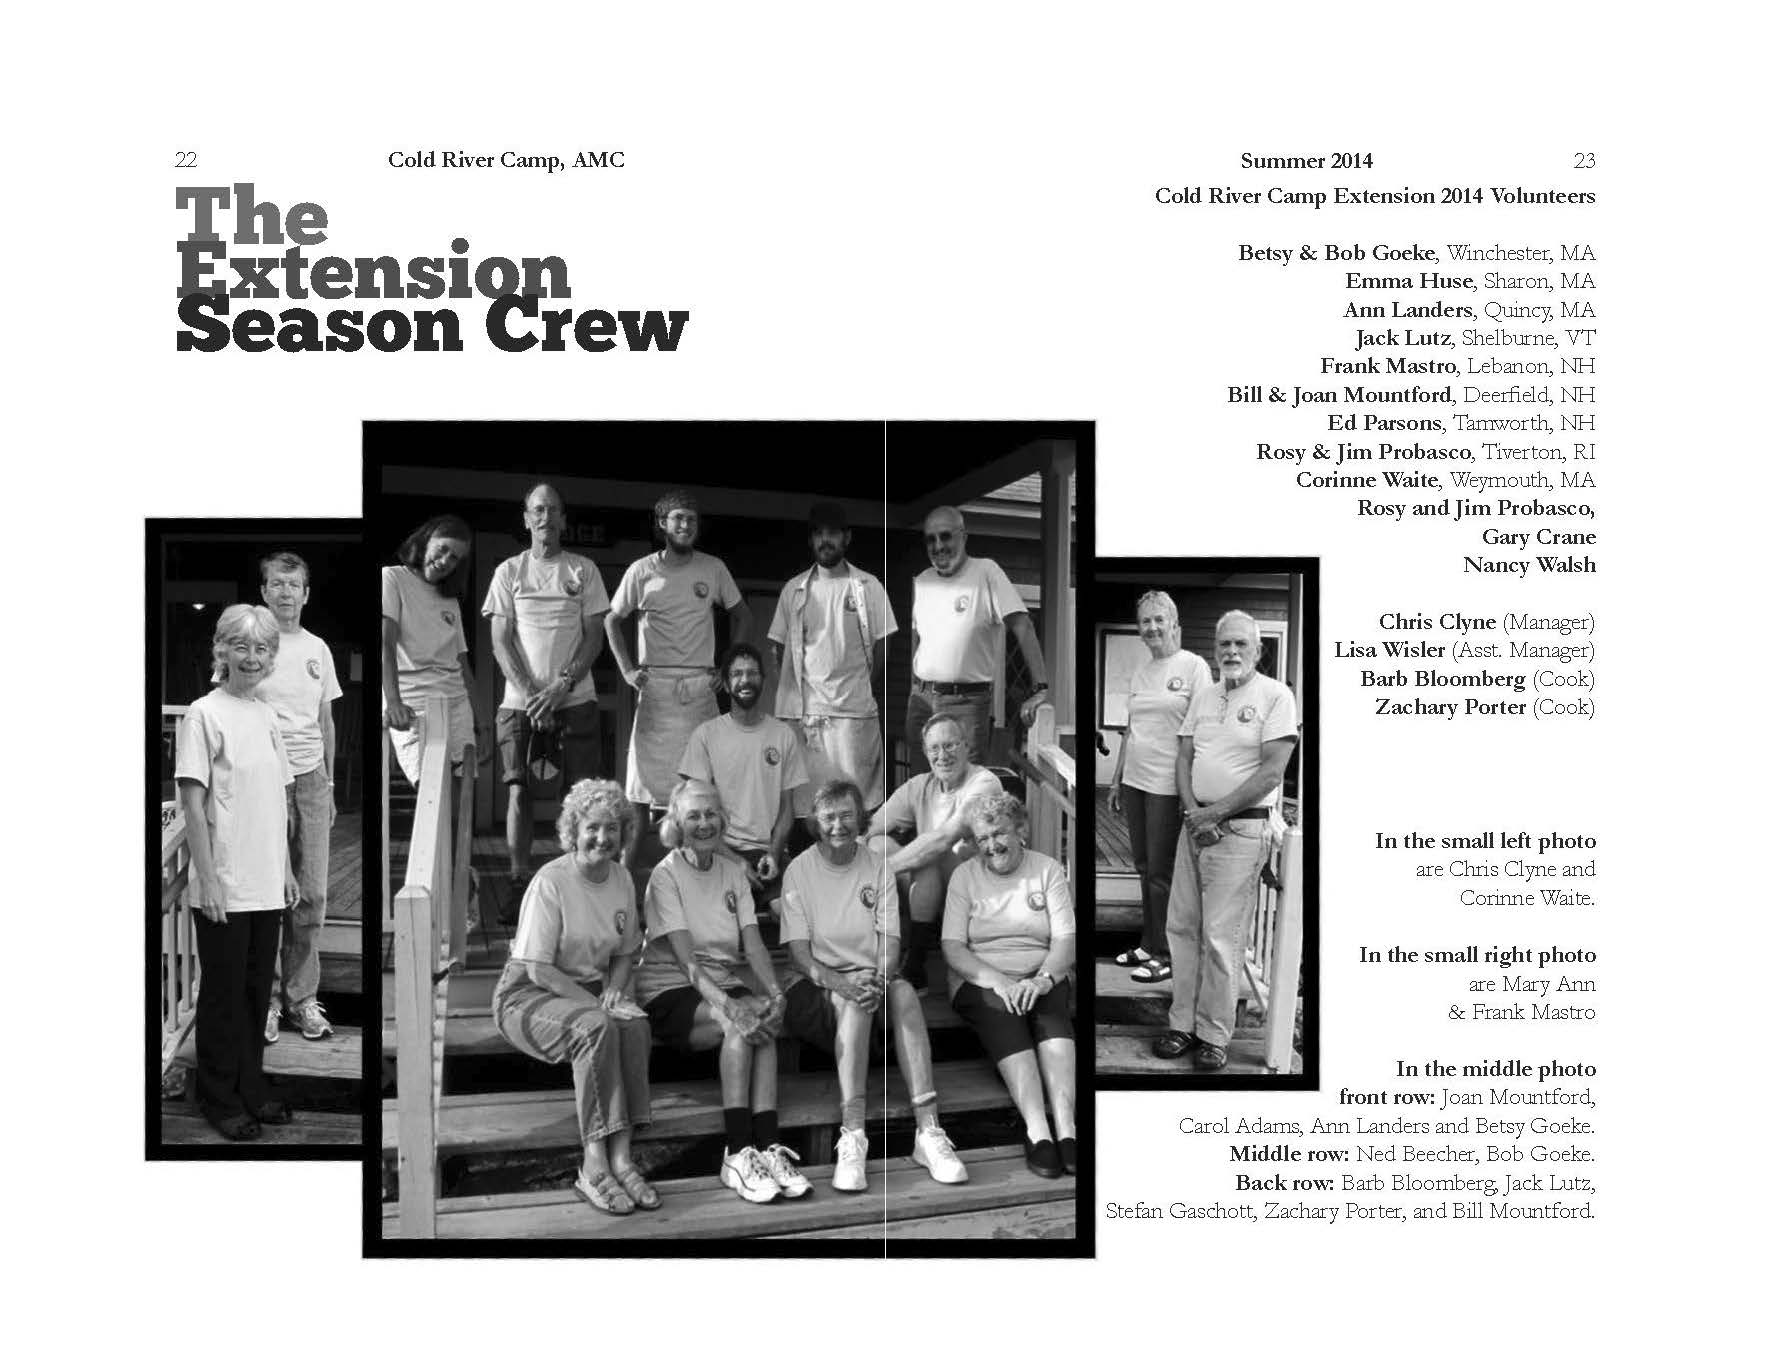 22
Cold River Camp, AMC
The
Extension
Season Crew
Summer 2014
23
Cold River Camp Extension 2014 Volunteers
Betsy & Bob Goeke, Winchester, MA
Emma Huse, Sharon, MA
Ann Landers, Quincy, MA
Jack Lutz, Shelburne, VT
Frank Mastro, Lebanon, NH
Bill & Joan Mountford, Deerfield, NH
Ed Parsons, Tamworth, NH
Rosy & Jim Probasco, Tiverton, RI
Corinne Waite, Weymouth, MA
Rosy and Jim Probasco,
Gary Crane
Nancy Walsh
Chris Clyne (Manager)
Lisa Wisler (Asst. Manager)
Barb Bloomberg (Cook)
Zachary Porter (Cook)
In the small left photo
are Chris Clyne and
Corinne Waite.
In the small right photo
are Mary Ann
& Frank Mastro
In the middle photo
front row: Joan Mountford,
Carol Adams, Ann Landers and Betsy Goeke.
Middle row: Ned Beecher, Bob Goeke.
Back row: Barb Bloomberg, Jack Lutz,
Stefan Gaschott, Zachary Porter, and Bill Mountford.